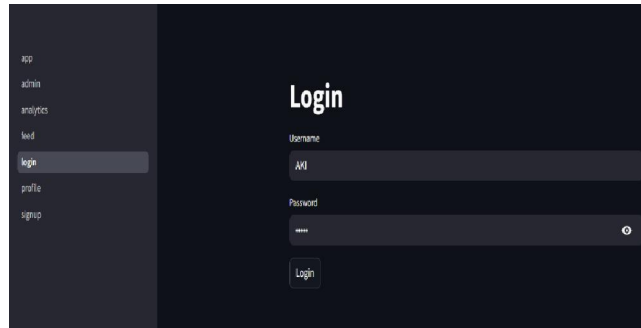 app
admin
analytics
feed
login
profile
signup
Login
Username
AKI
Password
•••••
Login